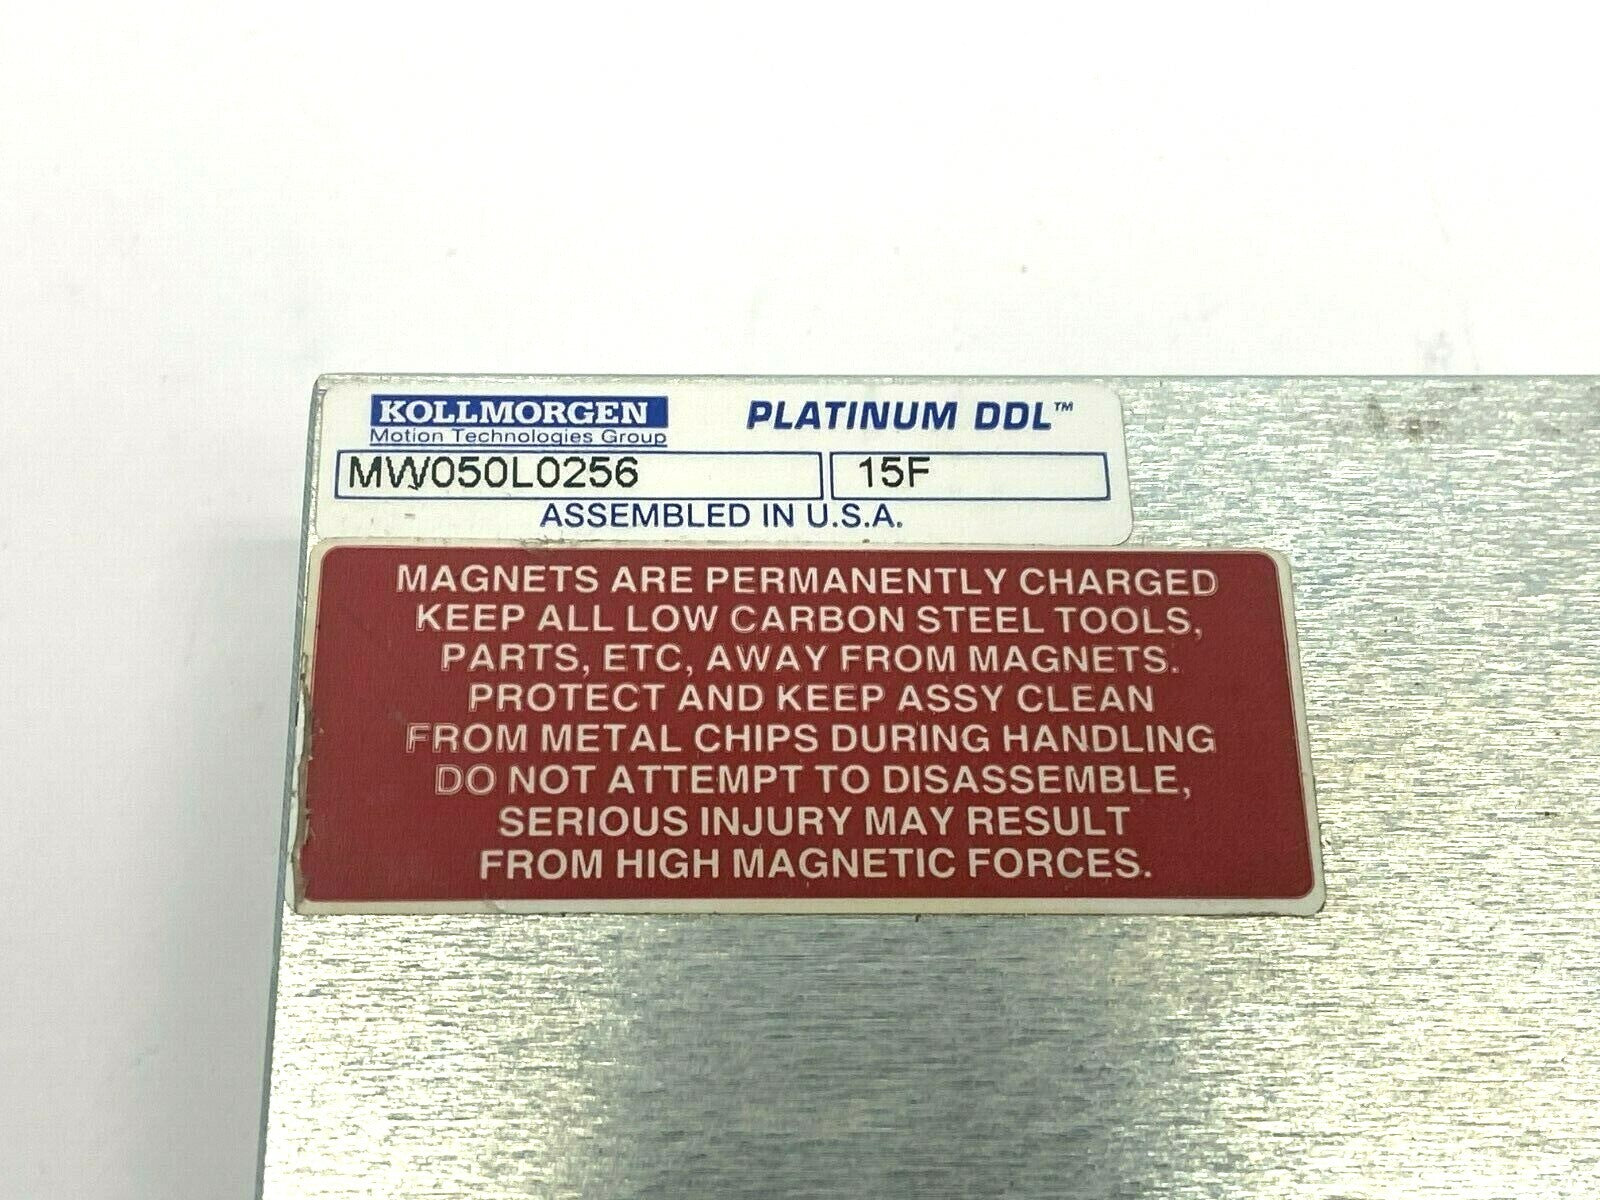 KOLLMORGEN PLATINUM DDL™
Motion Technologies Group
MW050L0256 15F
ASSEMBLED IN U.S.A.
MAGNETS ARE PERMANENTLY CHARGED
KEEP ALL LOW CARBON STEEL TOOLS,
PARTS, ETC, AWAY FROM MAGNETS.
PROTECT AND KEEP ASSY CLEAN
FROM METAL CHIPS DURING HANDLING
DO NOT ATTEMPT TO DISASSEMBLE,
SERIOUS INJURY MAY RESULT
FROM HIGH MAGNETIC FORCES.